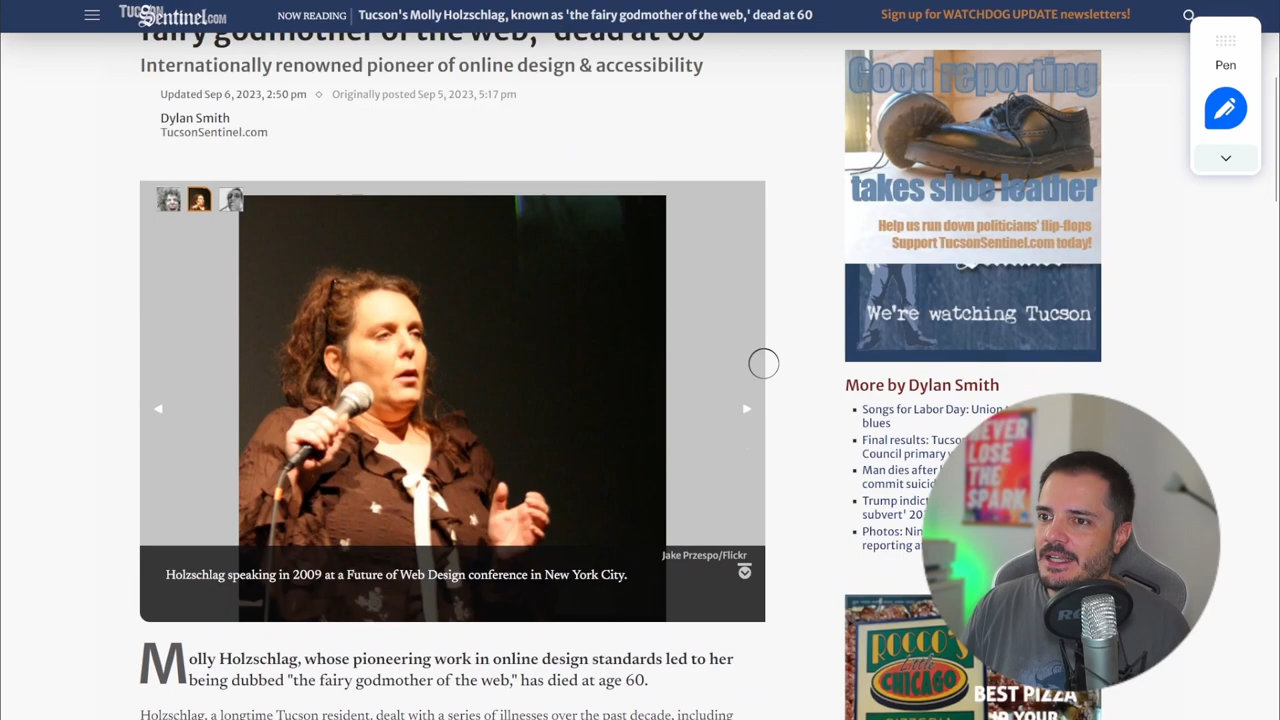 TUCSON
Sentinel.COM
NOW READING
Tucson's Molly Holzschlag, known as 'the fairy godmother of the web,' dead at 60
Sign up for WATCHDOG UPDATE newsletters!
fairy godmother of the web,' dead at 60
Internationally renowned pioneer of online design & accessibility
Updated Sep 6, 2023, 2:50 pm ◇ Originally posted Sep 5, 2023, 5:17 pm
Dylan Smith
TucsonSentinel.com
Jake Przespo/Flickr
Holzschlag speaking in 2009 at a Future of Web Design conference in New York City.
Molly Holzschlag, whose pioneering work in online design standards led to her
being dubbed "the fairy godmother of the web," has died at age 60.
Holzschlag, a longtime Tucson resident, dealt with a series of illnesses over the past decade, including
Good reporting
takes shoe leather
Help us run down politicians' flip-flops
Support TucsonSentinel.com today!
We're watching Tucson
More by Dylan Smith
Songs for Labor Day: Union
blues
Final results: Tucso
Council primary
Man dies after
commit suici
Trump indict
subvert' 20
Photos: Nin
reporting a
NEVER
LOSE
THE
SPARK
ROCCO'S
Little
CHICAGO
BEST PIZZA
IN YOUR
Pen